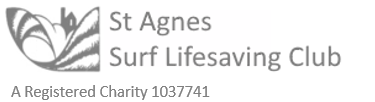 St Agnes
Surf Lifesaving Club
A Registered Charity 1037741